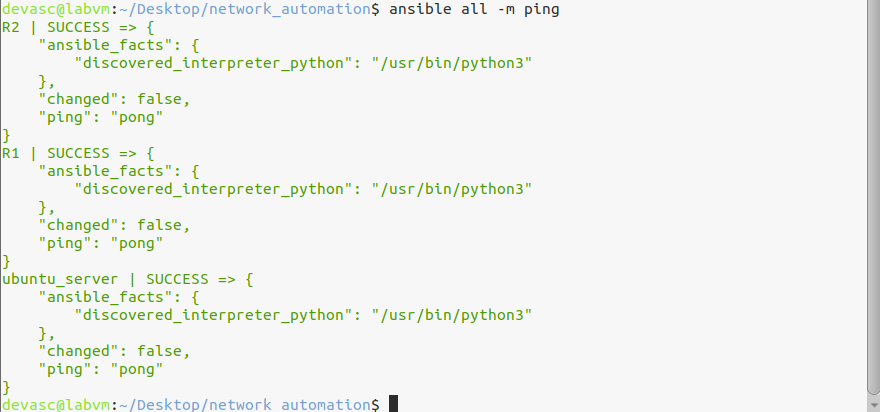 devasc@labvm:~/Desktop/network_automation$ ansible all -m ping
R2 | SUCCESS => {
    "ansible_facts": {
        "discovered_interpreter_python": "/usr/bin/python3"
    },
    "changed": false,
    "ping": "pong"
}
R1 | SUCCESS => {
    "ansible_facts": {
        "discovered_interpreter_python": "/usr/bin/python3"
    },
    "changed": false,
    "ping": "pong"
}
ubuntu_server | SUCCESS => {
    "ansible_facts": {
        "discovered_interpreter_python": "/usr/bin/python3"
    },
    "changed": false,
    "ping": "pong"
}
devasc@labvm:~/Desktop/network_automation$